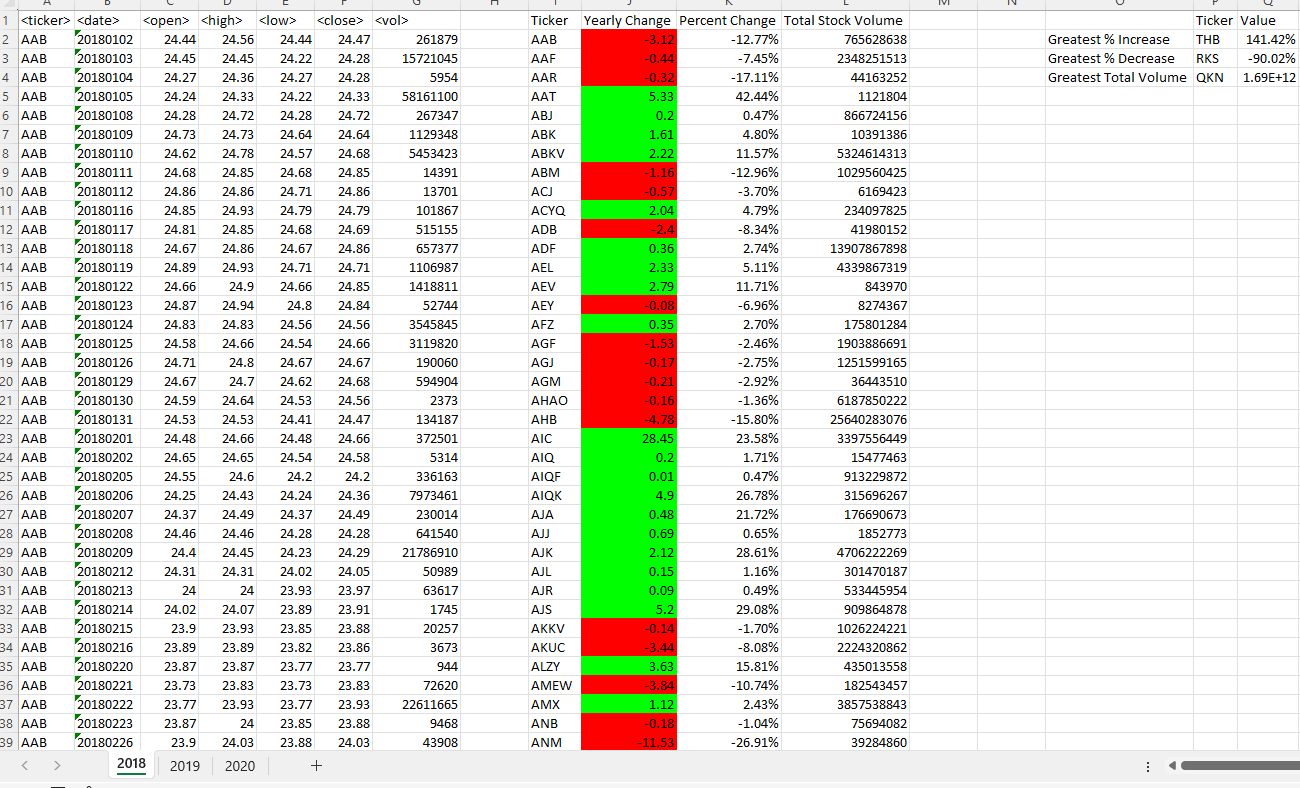 A B C D E F G H I J K L M N O P Q
1 <ticker> <date> <open> <high> <low> <close> <vol> Ticker Yearly Change Percent Change Total Stock Volume Ticker Value
2 AAB 20180102 24.44 24.56 24.44 24.47 261879 AAB -3.12 -12.77% 765628638 Greatest % Increase THB 141.42%
3 AAB 20180103 24.45 24.45 24.22 24.28 15721045 AAF -0.44 -7.45% 2348251513 Greatest % Decrease RKS -90.02%
4 AAB 20180104 24.27 24.36 24.27 24.28 5954 AAR -0.32 -17.11% 44163252 Greatest Total Volume QKN 1.69E+12
5 AAB 20180105 24.24 24.33 24.22 24.33 58161100 AAT 5.33 42.44% 1121804
6 AAB 20180108 24.28 24.72 24.28 24.72 267347 ABJ 0.2 0.47% 866724156
7 AAB 20180109 24.73 24.73 24.64 24.64 1129348 ABK 1.61 4.80% 10391386
8 AAB 20180110 24.62 24.78 24.57 24.68 5453423 ABKV 2.22 11.57% 5324614313
9 AAB 20180111 24.68 24.85 24.68 24.85 14391 ABM -1.16 -12.96% 1029560425
10 AAB 20180112 24.86 24.86 24.71 24.86 13701 ACJ -0.57 -3.70% 6169423
11 AAB 20180116 24.85 24.93 24.79 24.79 101867 ACYQ 2.04 4.79% 234097825
12 AAB 20180117 24.81 24.85 24.68 24.69 515155 ADB -2.4 -8.34% 41980152
13 AAB 20180118 24.67 24.86 24.67 24.86 657377 ADF 0.36 2.74% 13907867898
14 AAB 20180119 24.89 24.93 24.71 24.71 1106987 AEL 2.33 5.11% 4339867319
15 AAB 20180122 24.66 24.9 24.66 24.85 1418811 AEV 2.79 11.71% 843970
16 AAB 20180123 24.87 24.94 24.8 24.84 52744 AEY -0.08 -6.96% 8274367
17 AAB 20180124 24.83 24.83 24.56 24.56 3545845 AFZ 0.35 2.70% 175801284
18 AAB 20180125 24.58 24.66 24.54 24.66 3119820 AGF -1.53 -2.46% 1903886691
19 AAB 20180126 24.71 24.8 24.67 24.67 190060 AGJ -0.17 -2.75% 1251599165
20 AAB 20180129 24.67 24.7 24.62 24.68 594904 AGM -0.21 -2.92% 36443510
21 AAB 20180130 24.59 24.64 24.53 24.56 2373 AHAO -0.16 -1.36% 6187850222
22 AAB 20180131 24.53 24.53 24.41 24.47 134187 AHB -4.78 -15.80% 25640283076
23 AAB 20180201 24.48 24.66 24.48 24.66 372501 AIC 28.45 23.58% 3397556449
24 AAB 20180202 24.65 24.65 24.54 24.58 5314 AIQ 0.2 1.71% 15477463
25 AAB 20180205 24.55 24.6 24.2 24.2 336163 AIQF 0.01 0.47% 913229872
26 AAB 20180206 24.25 24.43 24.24 24.36 7973461 AIQK 4.9 26.78% 315696267
27 AAB 20180207 24.37 24.49 24.37 24.49 230014 AJA 0.48 21.72% 176690673
28 AAB 20180208 24.46 24.46 24.28 24.28 641540 AJJ 0.69 0.65% 1852773
29 AAB 20180209 24.4 24.45 24.23 24.29 21786910 AJK 2.12 28.61% 4706222269
30 AAB 20180212 24.31 24.31 24.02 24.05 50989 AJL 0.15 1.16% 301470187
31 AAB 20180213 24 24 23.93 23.97 63617 AJR 0.09 0.49% 533445954
32 AAB 20180214 24.02 24.07 23.89 23.91 1745 AJS 5.2 29.08% 909864878
33 AAB 20180215 23.9 23.93 23.85 23.88 20257 AKKV -0.14 -1.70% 1026224221
34 AAB 20180216 23.89 23.89 23.82 23.86 3673 AKUC -3.44 -8.08% 2224320862
35 AAB 20180220 23.87 23.87 23.77 23.77 944 ALZY 3.63 15.81% 435013558
36 AAB 20180221 23.73 23.83 23.73 23.83 72620 AMEW -3.84 -10.74% 182543457
37 AAB 20180222 23.77 23.93 23.77 23.93 22611665 AMX 1.12 2.43% 3857538843
38 AAB 20180223 23.87 24 23.85 23.88 9468 ANB -0.18 -1.04% 75694082
39 AAB 20180226 23.9 24.03 23.88 24.03 43908 ANM -11.53 -26.91% 39284860
2018 2019 2020